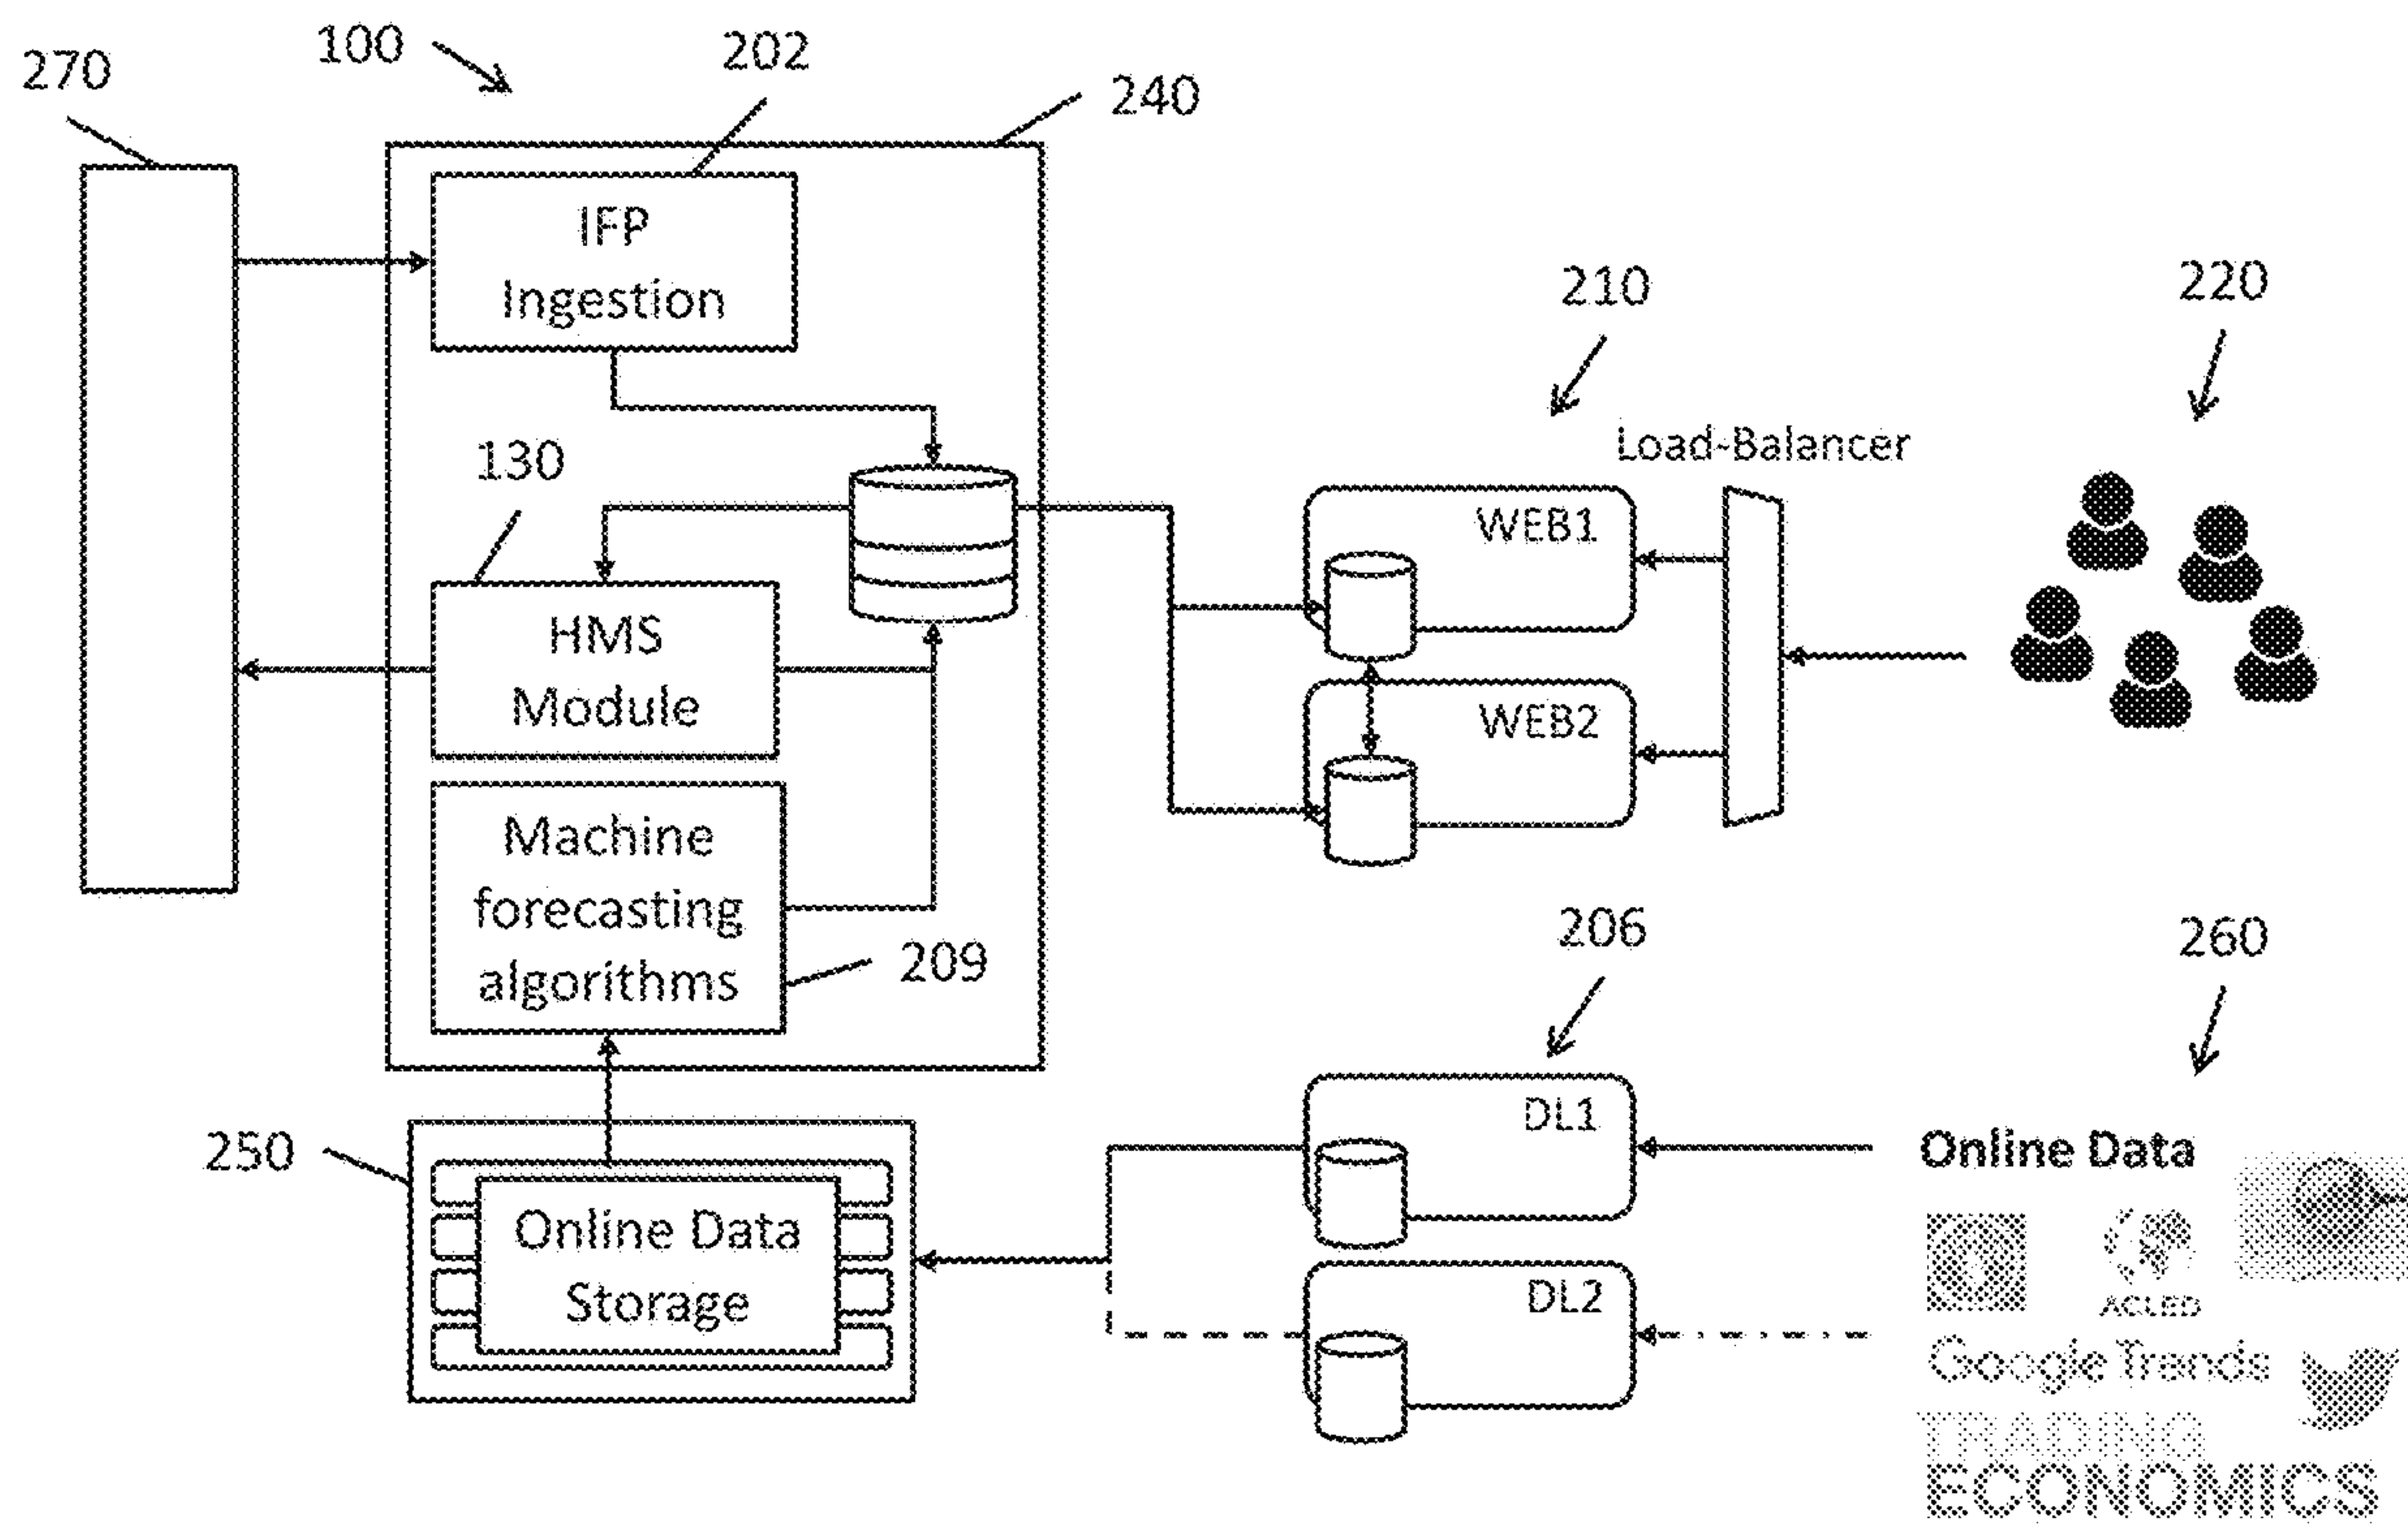 270
100
202
240
IFP
Ingestion
210
220
130
Load-Balancer
WEB1
HMS
Module
WEB2
Machine
forecasting
algorithms
209
206
260
250
DL1
Online Data
Online Data
Storage
DL2
ACLED
Google Trends
TRADING
ECONOMICS